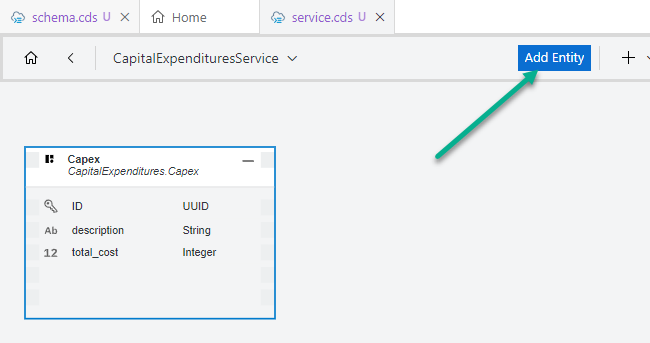 schema.cds U
Home
service.cds U
CapitalExpendituresService
Add Entity
Capex
CapitalExpenditures.Capex
ID UUID
Ab description String
12 total_cost Integer